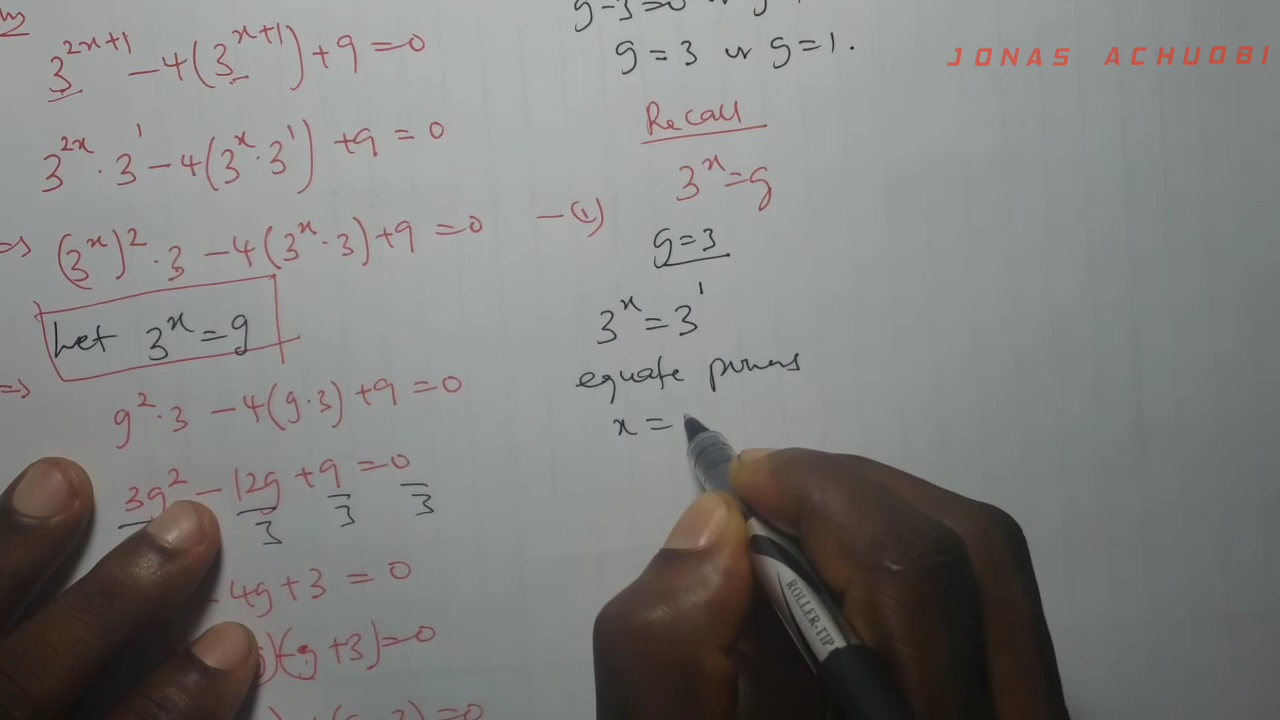 3^{2x+1} - 4(3^{x+1}) + 9 = 0
3^{2x} · 3^1 - 4(3^x · 3^1) + 9 = 0
=> (3^x)^2 · 3 - 4(3^x · 3) + 9 = 0 - (1)
Let 3^x = g
=> g^2 · 3 - 4(g · 3) + 9 = 0
3g^2 - 12g + 9 = 0
3 3 3
- 4g + 3 = 0
+3) = 0
= 0
g = 3 or g = 1.
Recall
3^x = g
g = 3
3^x = 3^1
equate powers
x =
JONAS ACHUOBI
ROLLER-TIP